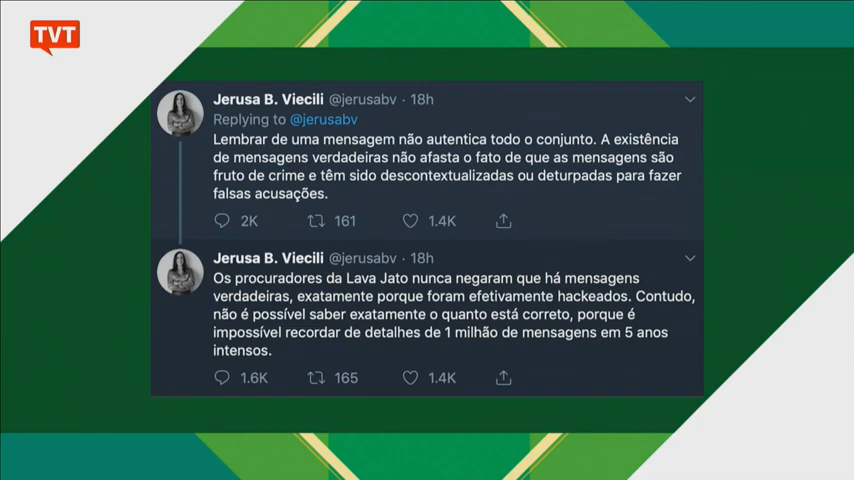 TVT
Jerusa B. Viecili @jerusabv · 18h
Replying to @jerusabv
Lembrar de uma mensagem não autentica todo o conjunto. A existência
de mensagens verdadeiras não afasta o fato de que as mensagens são
fruto de crime e têm sido descontextualizadas ou deturpadas para fazer
falsas acusações.
2K 161 1.4K
Jerusa B. Viecili @jerusabv · 18h
Os procuradores da Lava Jato nunca negaram que há mensagens
verdadeiras, exatamente porque foram efetivamente hackeados. Contudo,
não é possível saber exatamente o quanto está correto, porque é
impossível recordar de detalhes de 1 milhão de mensagens em 5 anos
intensos.
1.6K 165 1.4K